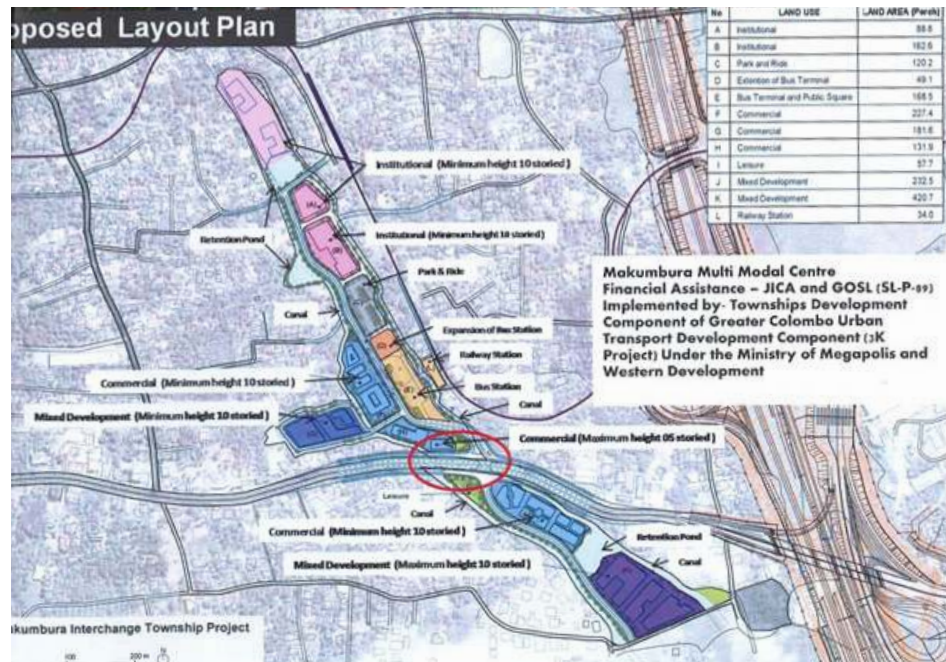 oposed Layout Plan
No LAND USE LAND AREA (Perch)
A Institutional 88.6
B Institutional 162.6
C Park and Ride 120.2
D Extention of Bus Terminal 49.1
E Bus Terminal and Public Square 168.5
F Commercial 227.4
G Commercial 181.6
H Commercial 131.9
I Leisure 57.7
J Mixed Development 232.5
K Mixed Development 420.7
L Railway Station 34.0
Institutional (Minimum height 10 storied )
(A)
Retention Pond
Institutional (Minimum height 10 storied )
(B)
Park & Ride
Canal
Expansion of Bus Station
Railway Station
Commercial (Minimum height 10 storied )
Bus Station
(E)
Mixed Development (Minimum height 10 storied )
Canal
Commercial (Maximum height 05 storied )
Leisure
Canal
Commercial (Minimum height 10 storied )
Retention Pond
Mixed Development (Maximum height 10 storied )
Canal
Makumbura Multi Modal Centre
Financial Assistance – JICA and GOSL (SL-P-89)
Implemented by- Townships Development
Component of Greater Colombo Urban
Transport Development Component (3K
Project) Under the Ministry of Megapolis and
Western Development
kumbura Interchange Township Project
100 200 m